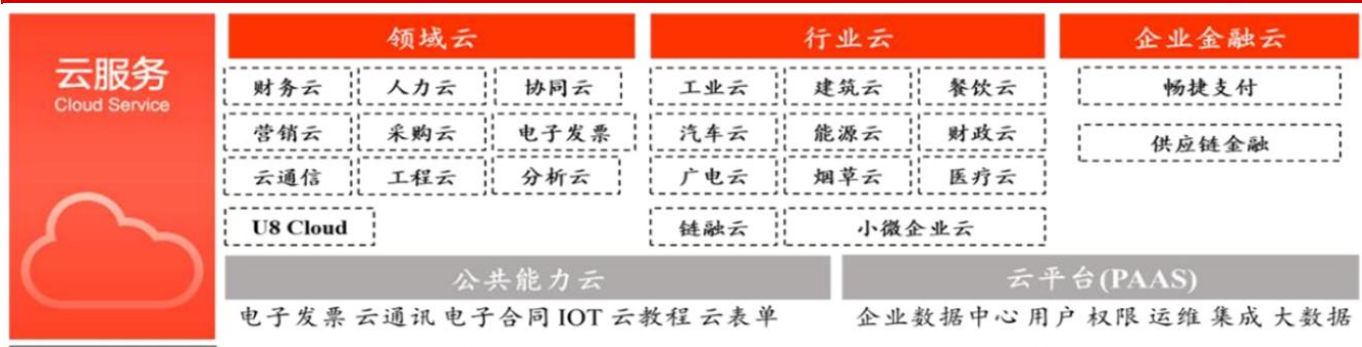 云服务
Cloud Service
领域云 行业云 企业金融云
财务云 人力云 协同云 工业云 建筑云 餐饮云 畅捷支付
营销云 采购云 电子发票 汽车云 能源云 财政云 供应链金融
云通信 工程云 分析云 广电云 烟草云 医疗云
U8 Cloud 链融云 小微企业云
公共能力云 云平台(PAAS)
电子发票 云通讯 电子合同 IOT 云教程 云表单 企业数据中心 用户 权限 运维 集成 大数据